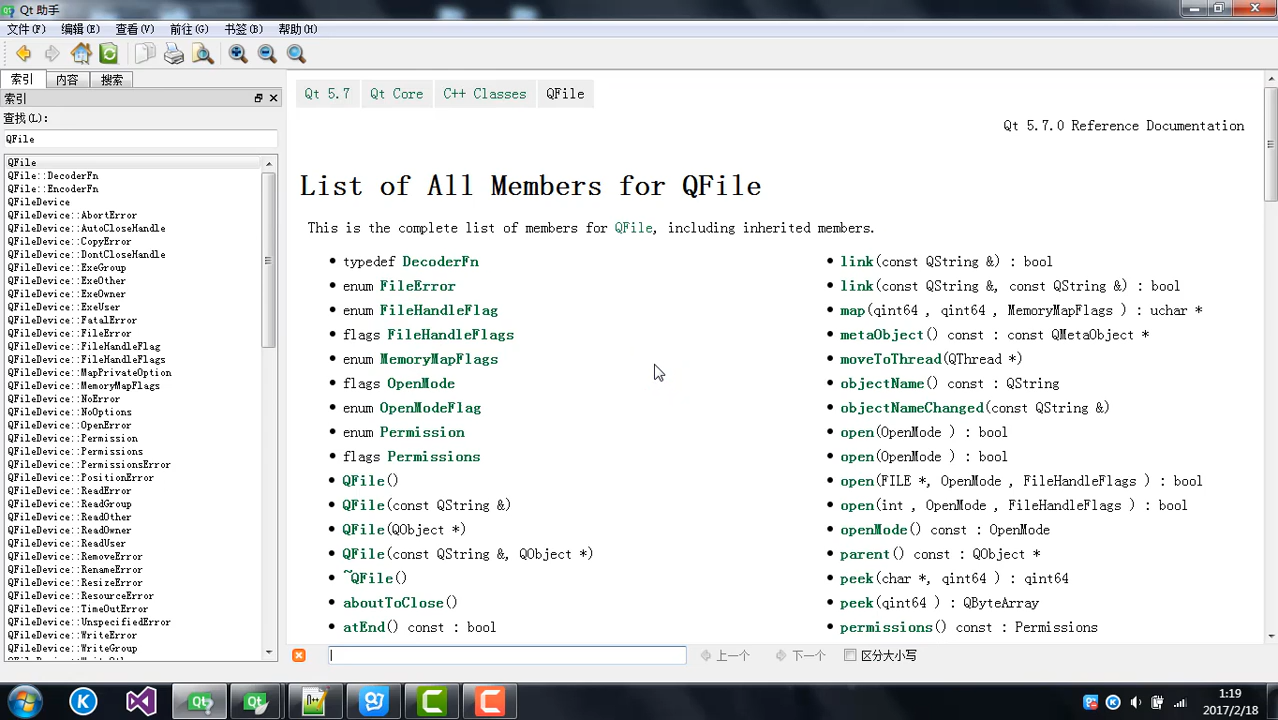 Qt 助手
文件(F) 编辑(E) 查看(V) 前往(G) 书签(B) 帮助(H)
索引 内容 搜索
索引
查找(L):
QFile
QFile
QFile::DecoderFn
QFile::EncoderFn
QFileDevice
QFileDevice::AbortError
QFileDevice::AutoCloseHandle
QFileDevice::CopyError
QFileDevice::DontCloseHandle
QFileDevice::ExeGroup
QFileDevice::ExeOther
QFileDevice::ExeOwner
QFileDevice::ExeUser
QFileDevice::FatalError
QFileDevice::FileError
QFileDevice::FileHandleFlag
QFileDevice::FileHandleFlags
QFileDevice::MapPrivateOption
QFileDevice::MemoryMapFlags
QFileDevice::NoError
QFileDevice::NoOptions
QFileDevice::OpenError
QFileDevice::Permission
QFileDevice::Permissions
QFileDevice::PermissionsError
QFileDevice::PositionError
QFileDevice::ReadError
QFileDevice::ReadGroup
QFileDevice::ReadOther
QFileDevice::ReadOwner
QFileDevice::ReadUser
QFileDevice::RemoveError
QFileDevice::RenameError
QFileDevice::ResizeError
QFileDevice::ResourceError
QFileDevice::TimeOutError
QFileDevice::UnspecifiedError
QFileDevice::WriteError
QFileDevice::WriteGroup
Qt 5.7 Qt Core C++ Classes QFile
Qt 5.7.0 Reference Documentation
List of All Members for QFile
This is the complete list of members for QFile, including inherited members.
typedef DecoderFn
enum FileError
enum FileHandleFlag
flags FileHandleFlags
enum MemoryMapFlags
flags OpenMode
enum OpenModeFlag
enum Permission
flags Permissions
QFile()
QFile(const QString &)
QFile(QObject *)
QFile(const QString &, QObject *)
~QFile()
aboutToClose()
atEnd() const : bool
link(const QString &) : bool
link(const QString &, const QString &) : bool
map(qint64 , qint64 , MemoryMapFlags ) : uchar *
metaObject() const : const QMetaObject *
moveToThread(QThread *)
objectName() const : QString
objectNameChanged(const QString &)
open(OpenMode ) : bool
open(OpenMode ) : bool
open(FILE *, OpenMode , FileHandleFlags ) : bool
open(int , OpenMode , FileHandleFlags ) : bool
openMode() const : OpenMode
parent() const : QObject *
peek(char *, qint64 ) : qint64
peek(qint64 ) : QByteArray
permissions() const : Permissions
上一个 下一个 区分大小写
1:19
2017/2/18